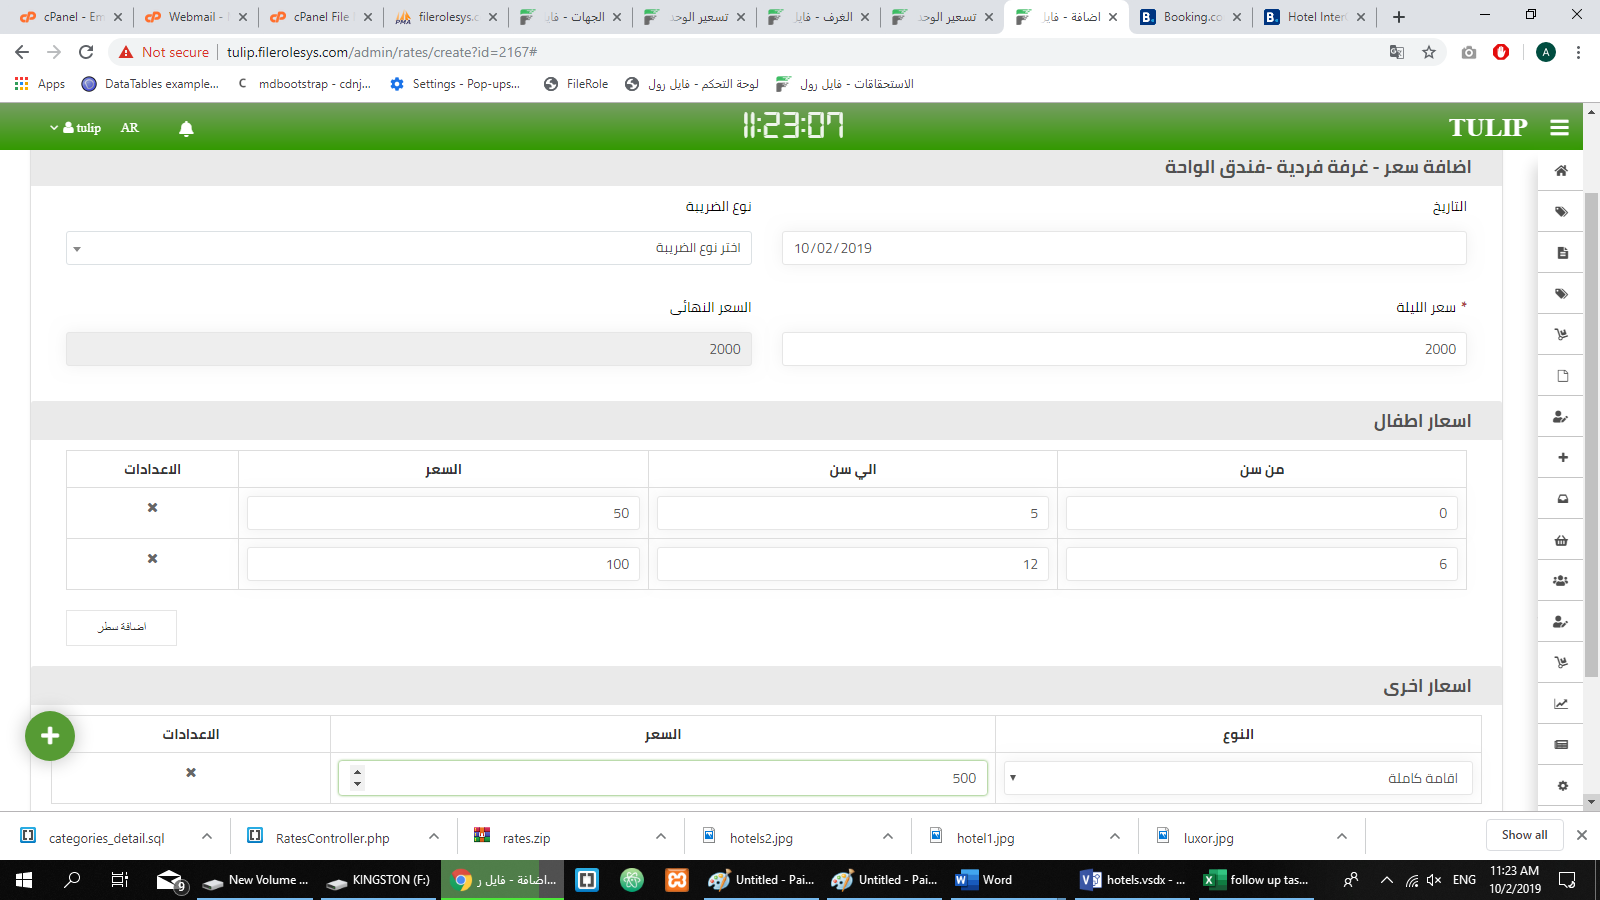 cPanel - Em
Webmail -
cPanel File
filerolesys.c
الجهات - فايل
تسعير الوحد
الغرف - فايل
تسعير الوحد
اضافة - فايل
Booking.co
Hotel Inter
Not secure
tulip.filerolesys.com/admin/rates/create?id=2167#
A
Apps
DataTables example...
mdbootstrap - cdnj...
Settings - Pop-ups...
FileRole
لوحة التحكم - فايل رول
الاستحقاقات - فايل رول
tulip
AR
11:23:07
TULIP
اضافة سعر - غرفة فردية -فندق الواحة
التاريخ
نوع الضريبة
10/02/2019
اختر نوع الضريبة
* سعر الليلة
السعر النهائى
2000
2000
اسعار اطفال
من سن
الي سن
السعر
الاعدادات
0
5
50
6
12
100
اضافة سطر
اسعار اخرى
النوع
السعر
الاعدادات
اقامة كاملة
500
categories_detail.sql
RatesController.php
rates.zip
hotels2.jpg
hotel1.jpg
luxor.jpg
Show all
9
New Volume ...
KINGSTON (F:)
اضافة - فايل ر...
Untitled - Pai...
Untitled - Pai...
Word
hotels.vsdx - ...
follow up tas...
ENG
11:23 AM
10/2/2019